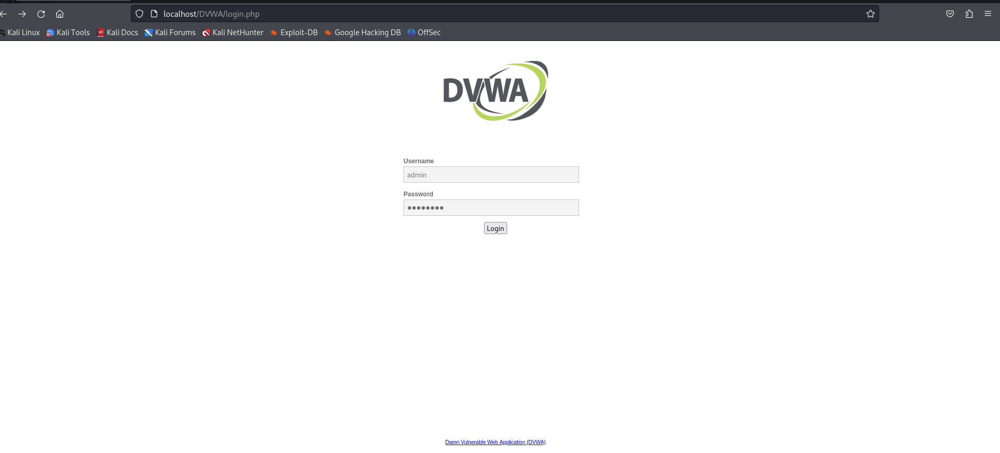 localhost/DVWA/login.php
Kali Linux Kali Tools Kali Docs Kali Forums Kali NetHunter Exploit-DB Google Hacking DB OffSec
DVWA
Username
admin
Password
••••••••
Login
Damn Vulnerable Web Application (DVWA)